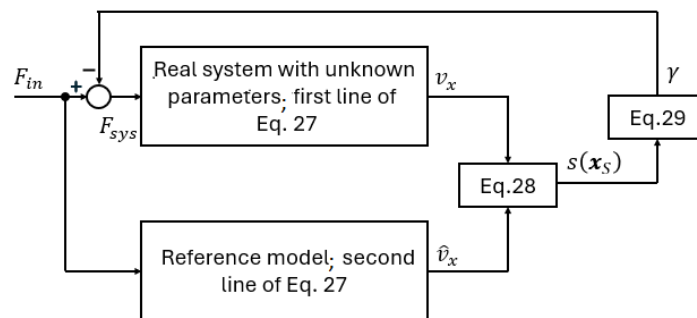 F_in
−
+
F_sys
Real system with unknown
parameters; first line of
Eq. 27
v_x
γ
Eq.29
s(x_S)
Eq.28
Reference model; second
line of Eq. 27
v̂_x